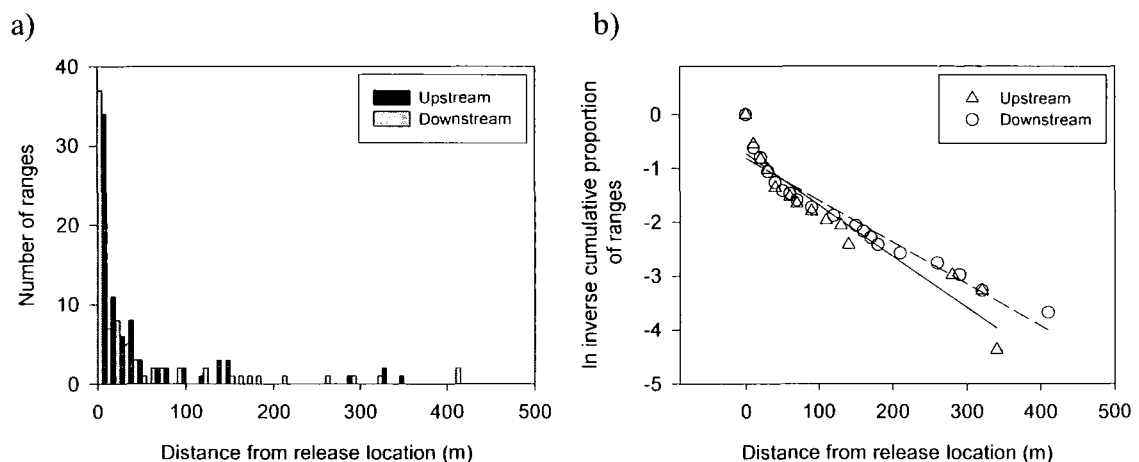 a)
40
30
20
10
0
Number of ranges
Upstream
Downstream
0
100
200
300
400
500
Distance from release location (m)
b)
0
-1
-2
-3
-4
-5
ln inverse cumulative proportion
of ranges
Upstream
Downstream
0
100
200
300
400
500
Distance from release location (m)